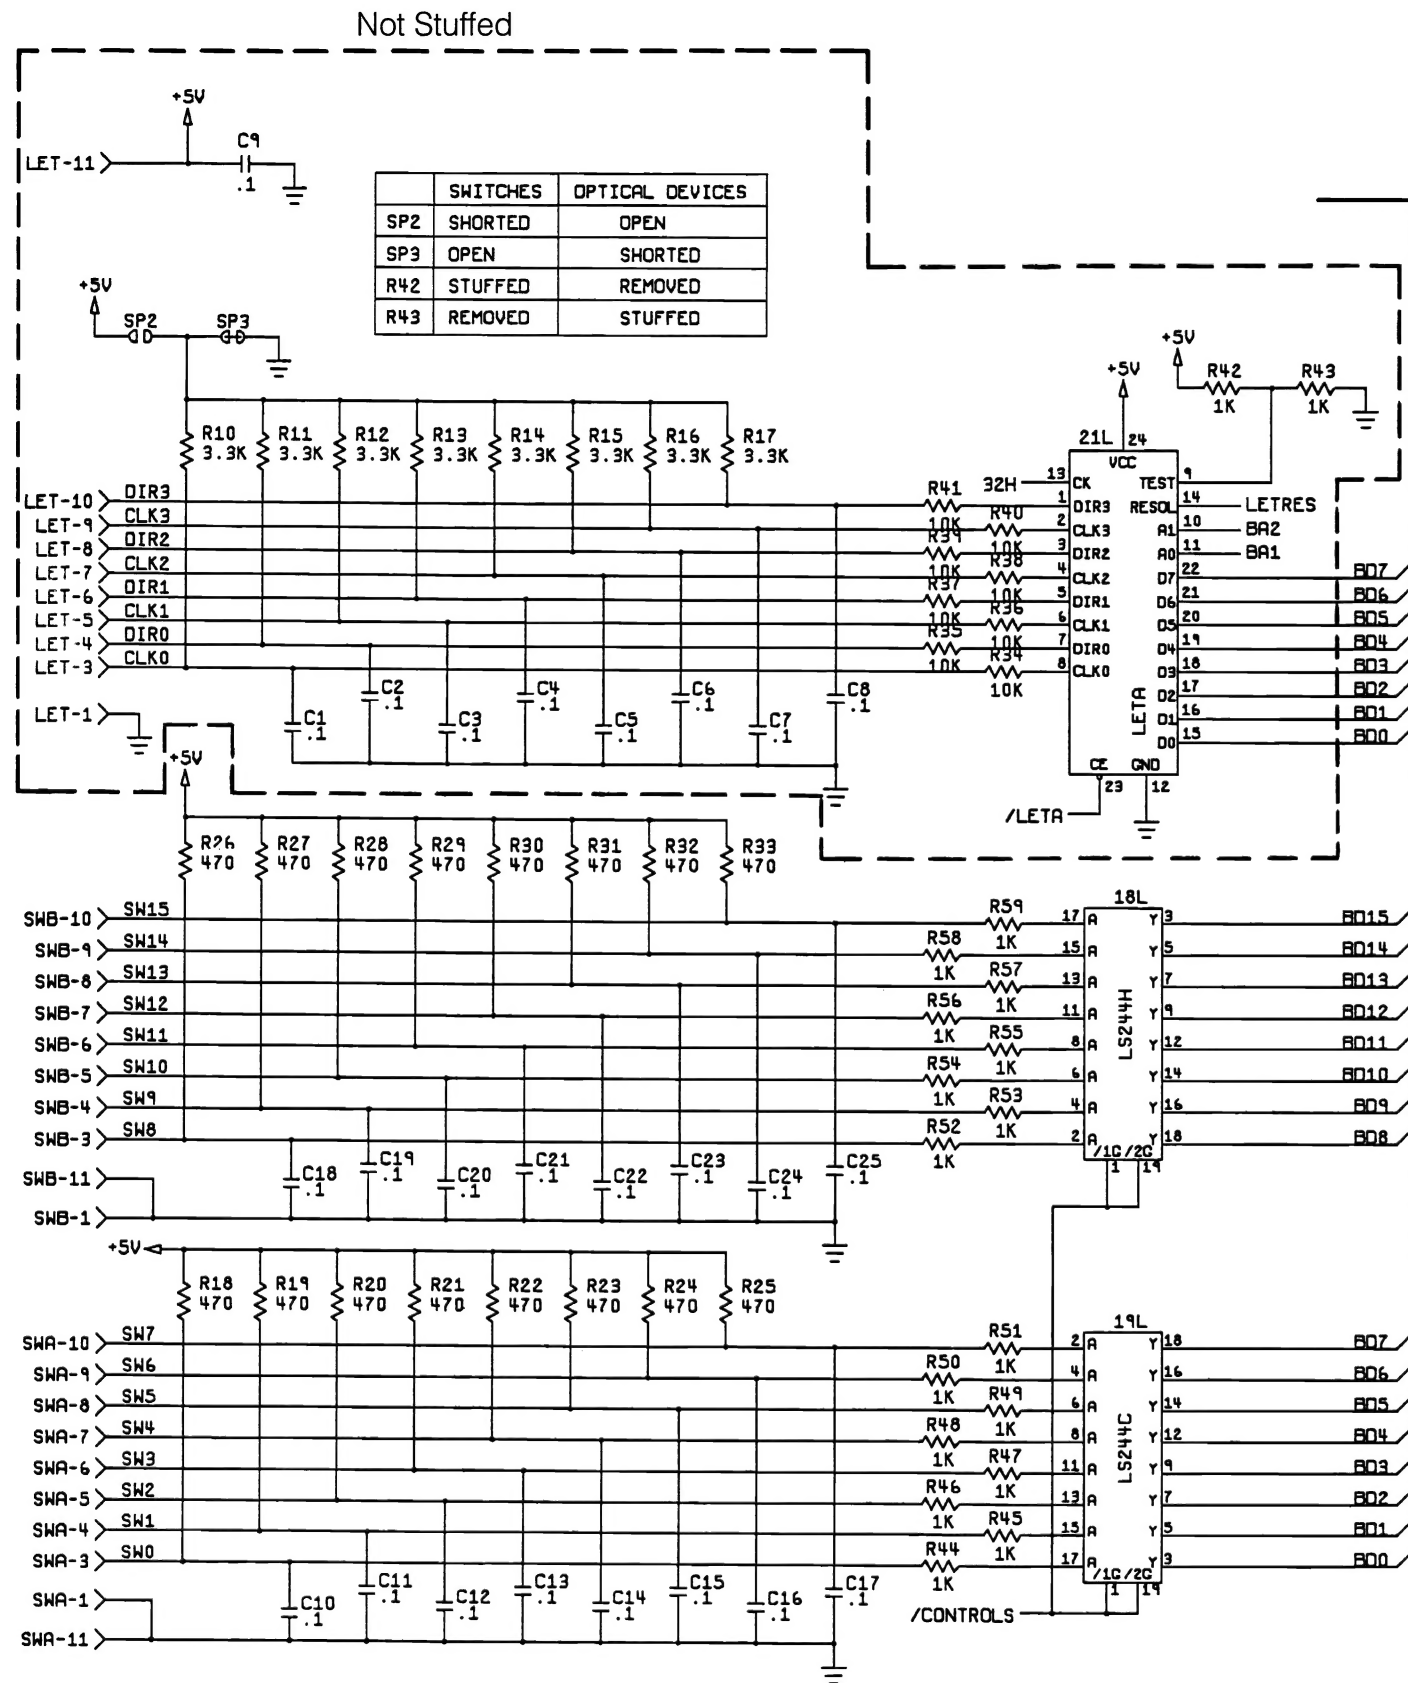 Not Stuffed
+5V
LET-11
C9
.1
SWITCHES OPTICAL DEVICES
SP2 SHORTED OPEN
SP3 OPEN SHORTED
R42 STUFFED REMOVED
R43 REMOVED STUFFED
+5V
SP2 SP3
R10 R11 R12 R13 R14 R15 R16 R17
3.3K 3.3K 3.3K 3.3K 3.3K 3.3K 3.3K 3.3K
+5V
R42 R43
1K 1K
+5V
21L 24
VCC
32H 13 CK TEST 9
LET-10 DIR3 R41 1 DIR3 RESOL 14 LETRES
LET-9 CLK3 10K R40 2 CLK3 A1 10 BA2
LET-8 DIR2 R39 10K 3 DIR2 A0 11 BA1
LET-7 CLK2 10K R38 4 CLK2 D7 22 BD7
LET-6 DIR1 R37 10K 5 DIR1 D6 21 BD6
LET-5 CLK1 10K R36 6 CLK1 D5 20 BD5
LET-4 DIR0 R35 10K 7 DIR0 D4 19 BD4
LET-3 CLK0 10K R34 8 CLK0 D3 18 BD3
10K
D2 17 BD2
D1 16 BD1
D0 15 BD0
LETA
CE GND
23 12
/LETA
LET-1
C1 C2 C3 C4 C5 C6 C7 C8
.1 .1 .1 .1 .1 .1 .1 .1
+5V
R26 R27 R28 R29 R30 R31 R32 R33
470 470 470 470 470 470 470 470
18L
SWB-10 SW15 R59 1K 17 A Y 3 BD15
SWB-9 SW14 R58 1K 15 A Y 5 BD14
SWB-8 SW13 R57 1K 13 A Y 7 BD13
SWB-7 SW12 R56 1K 11 A Y 9 BD12
SWB-6 SW11 R55 1K 8 A Y 12 BD11
SWB-5 SW10 R54 1K 6 A Y 14 BD10
SWB-4 SW9 R53 1K 4 A Y 16 BD9
SWB-3 SW8 R52 1K 2 A Y 18 BD8
LS244H
/1G /2G
1 19
SWB-11
SWB-1
C18 C19 C20 C21 C22 C23 C24 C25
.1 .1 .1 .1 .1 .1 .1 .1
+5V
R18 R19 R20 R21 R22 R23 R24 R25
470 470 470 470 470 470 470 470
19L
SWA-10 SW7 R51 1K 2 A Y 18 BD7
SWA-9 SW6 R50 1K 4 A Y 16 BD6
SWA-8 SW5 R49 1K 6 A Y 14 BD5
SWA-7 SW4 R48 1K 8 A Y 12 BD4
SWA-6 SW3 R47 1K 11 A Y 9 BD3
SWA-5 SW2 R46 1K 13 A Y 7 BD2
SWA-4 SW1 R45 1K 15 A Y 5 BD1
SWA-3 SW0 R44 1K 17 A Y 3 BD0
LS244C
/1G /2G
1 19
/CONTROLS
SWA-1
SWA-11
C10 C11 C12 C13 C14 C15 C16 C17
.1 .1 .1 .1 .1 .1 .1 .1